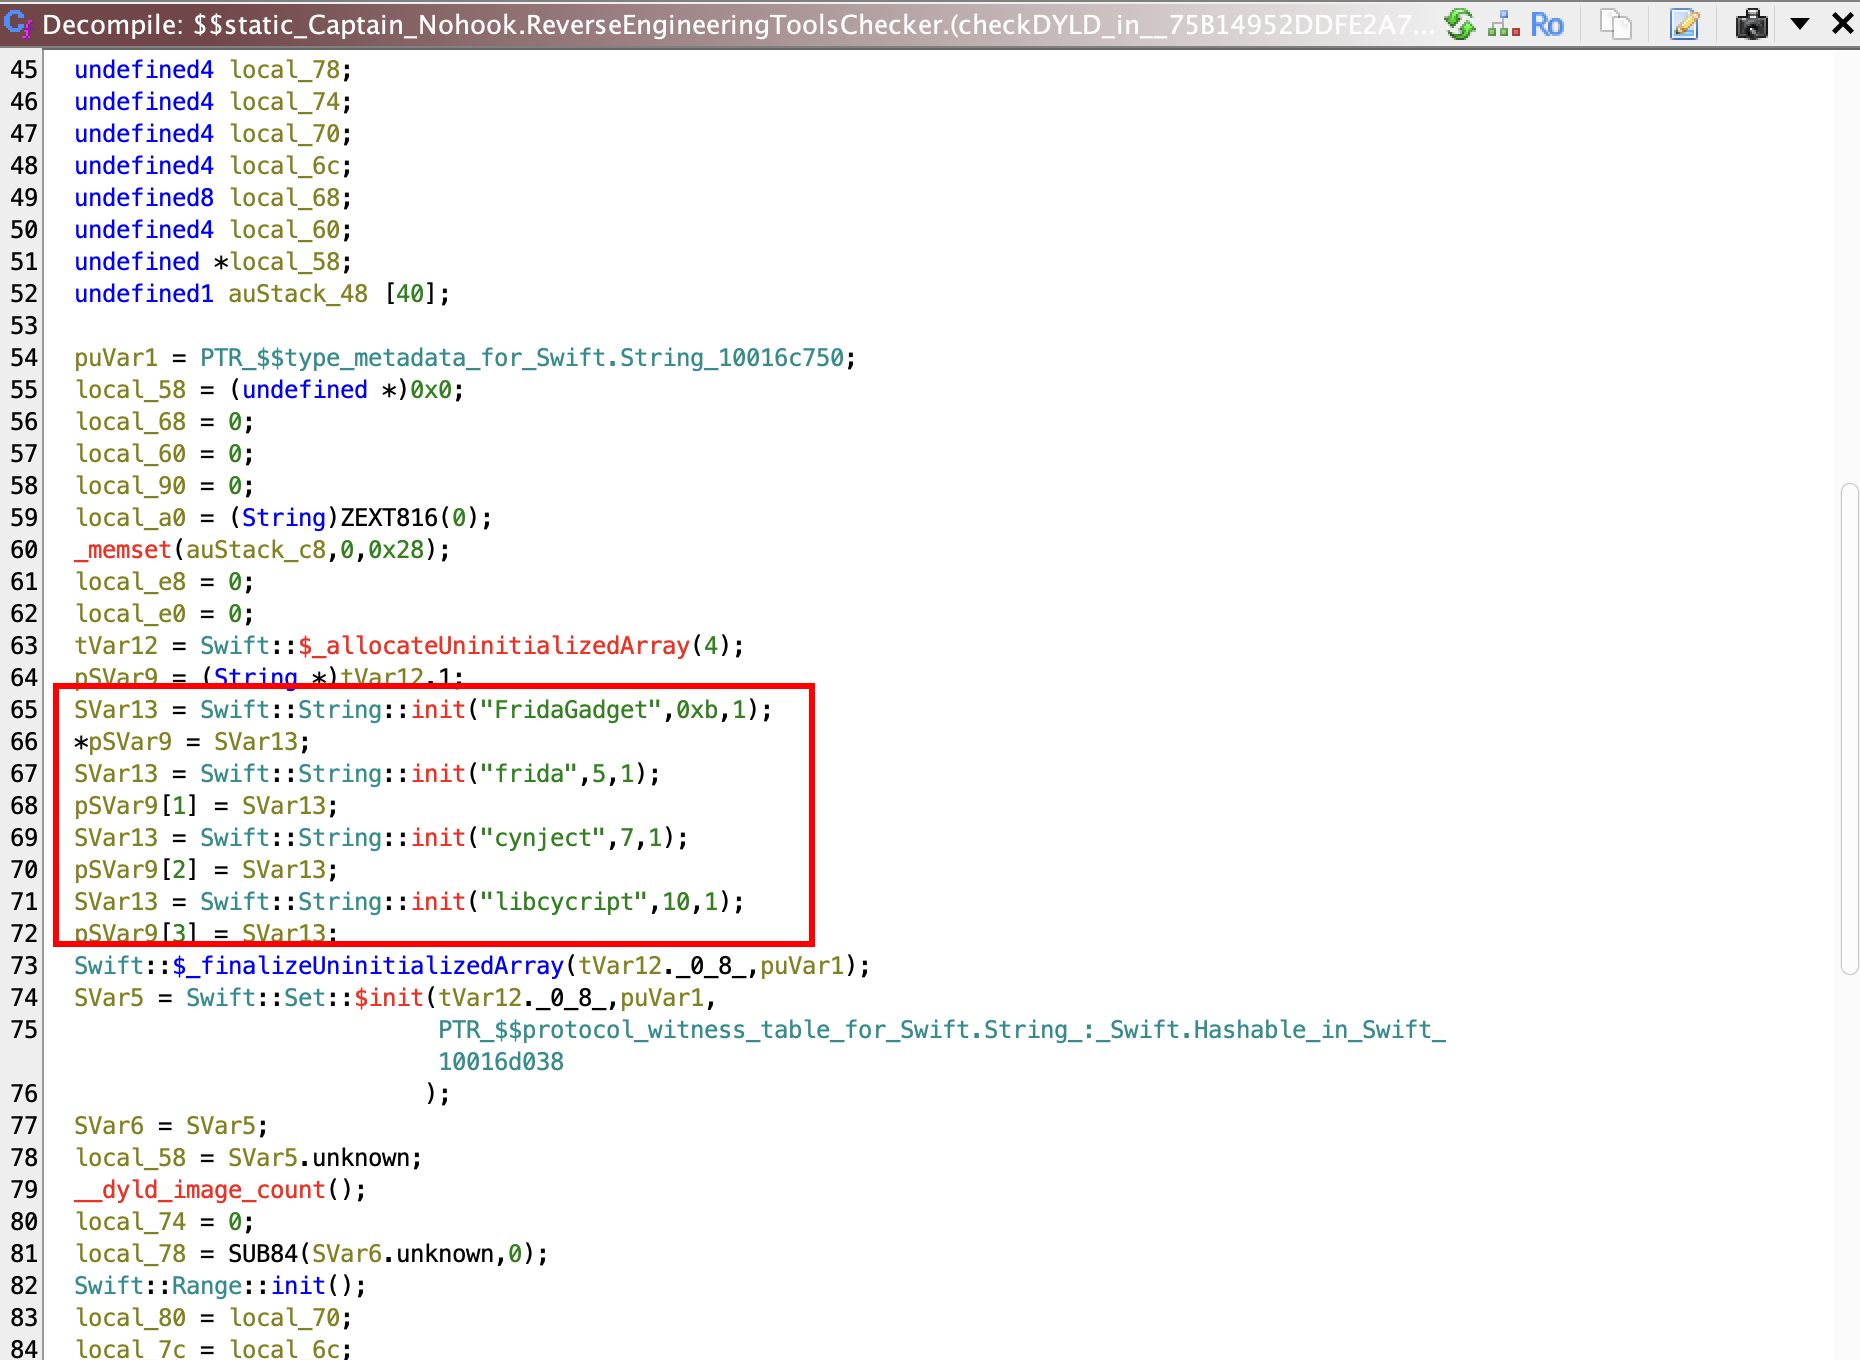 Decompile: $$static_Captain_Nohook.ReverseEngineeringToolsChecker.(checkDYLD_in__75B14952DDFE2A7...
Ro
45 undefined4 local_78;
46 undefined4 local_74;
47 undefined4 local_70;
48 undefined4 local_6c;
49 undefined8 local_68;
50 undefined4 local_60;
51 undefined *local_58;
52 undefined1 auStack_48 [40];
53
54 puVar1 = PTR_$$type_metadata_for_Swift.String_10016c750;
55 local_58 = (undefined *)0x0;
56 local_68 = 0;
57 local_60 = 0;
58 local_90 = 0;
59 local_a0 = (String)ZEXT816(0);
60 _memset(auStack_c8,0,0x28);
61 local_e8 = 0;
62 local_e0 = 0;
63 tVar12 = Swift::$_allocateUninitializedArray(4);
64 pSVar9 = (String *)tVar12.1;
65 SVar13 = Swift::String::init("FridaGadget",0xb,1);
66 *pSVar9 = SVar13;
67 SVar13 = Swift::String::init("frida",5,1);
68 pSVar9[1] = SVar13;
69 SVar13 = Swift::String::init("cynject",7,1);
70 pSVar9[2] = SVar13;
71 SVar13 = Swift::String::init("libcycript",10,1);
72 pSVar9[3] = SVar13;
73 Swift::$_finalizeUninitializedArray(tVar12._0_8_,puVar1);
74 SVar5 = Swift::Set::$init(tVar12._0_8_,puVar1,
75 PTR_$$protocol_witness_table_for_Swift.String_:_Swift.Hashable_in_Swift_
10016d038
76 );
77 SVar6 = SVar5;
78 local_58 = SVar5.unknown;
79 __dyld_image_count();
80 local_74 = 0;
81 local_78 = SUB84(SVar6.unknown,0);
82 Swift::Range::init();
83 local_80 = local_70;
84 local_7c = local_6c;